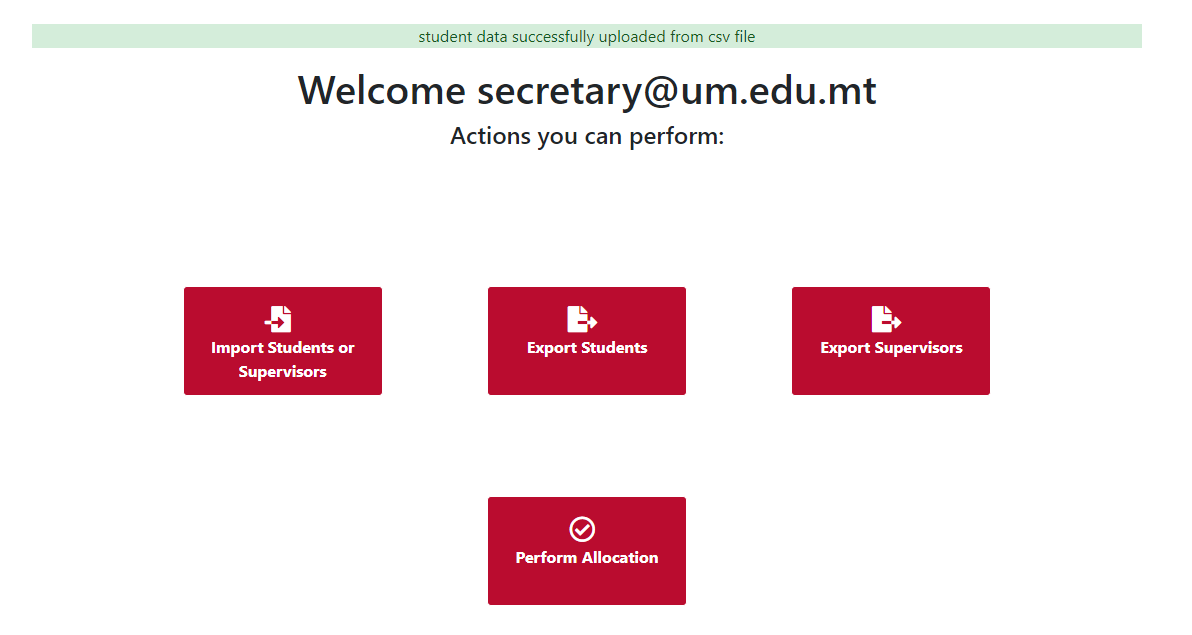 student data successfully uploaded from csv file
Welcome secretary@um.edu.mt
Actions you can perform:
Import Students or
Supervisors
Export Students
Export Supervisors
Perform Allocation